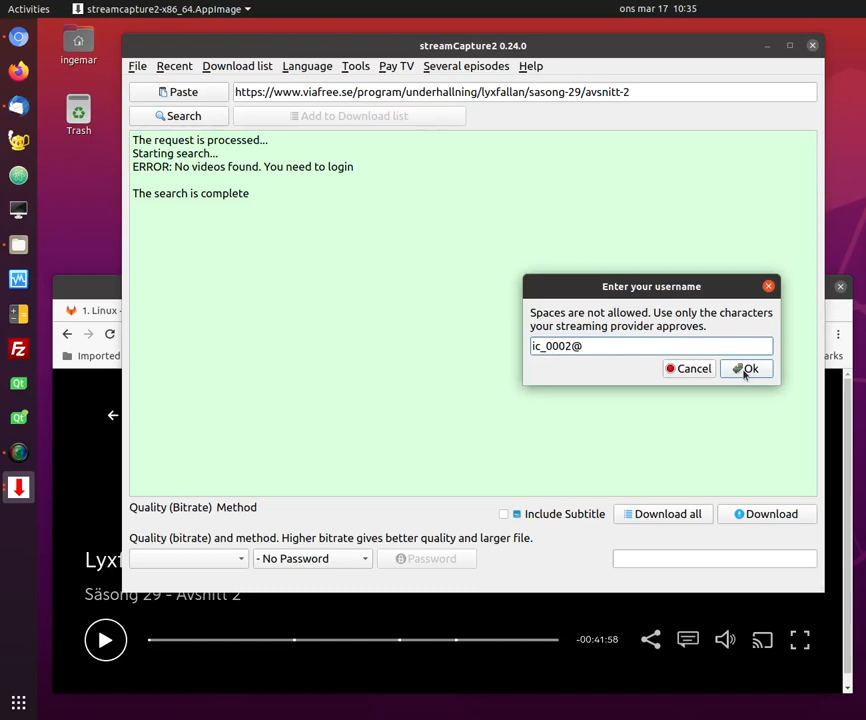 Activities streamcapture2-x86_64.AppImage ons mar 17 10:35
streamCapture2 0.24.0
ingemar
Trash
File Recent Download list Language Tools Pay TV Several episodes Help
Paste https://www.viafree.se/program/underhallning/lyxfallan/sasong-29/avsnitt-2
Search Add to Download list
The request is processed...
Starting search...
ERROR: No videos found. You need to login
The search is complete
Enter your username
Spaces are not allowed. Use only the characters
your streaming provider approves.
ic_0002@
Cancel Ok
1. Linux
Imported
arks
Quality (Bitrate) Method
Include Subtitle Download all Download
Quality (bitrate) and method. Higher bitrate gives better quality and larger file.
- No Password Password
Lyxf
Säsong 29 - Avsnitt 2
-00:41:58
Fz
Qt
Qt